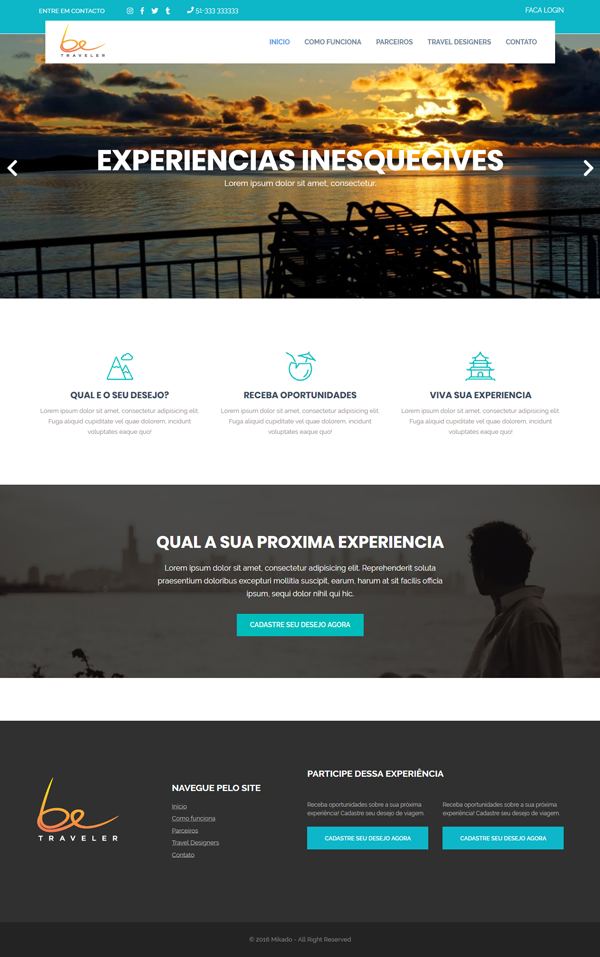 ENTRE EM CONTACTO
51-333 333333
FACA LOGIN
be
TRAVELER
INICIO
COMO FUNCIONA
PARCEIROS
TRAVEL DESIGNERS
CONTATO
EXPERIENCIAS INESQUECIVES
Lorem ipsum dolor sit amet, consectetur.
QUAL E O SEU DESEJO?
Lorem ipsum dolor sit amet, consectetur adipisicing elit.
Fuga aliquid cupiditate vel quae dolorem, incidunt
voluptates eaque quo!
RECEBA OPORTUNIDADES
Lorem ipsum dolor sit amet, consectetur adipisicing elit.
Fuga aliquid cupiditate vel quae dolorem, incidunt
voluptates eaque quo!
VIVA SUA EXPERIENCIA
Lorem ipsum dolor sit amet, consectetur adipisicing elit.
Fuga aliquid cupiditate vel quae dolorem, incidunt
voluptates eaque quo!
QUAL A SUA PROXIMA EXPERIENCIA
Lorem ipsum dolor sit amet, consectetur adipisicing elit. Reprehenderit soluta
praesentium doloribus excepturi mollitia suscipit, earum, harum at sit facilis officia
ipsum, sequi dolor nihil qui hic.
CADASTRE SEU DESEJO AGORA
be
TRAVELER
NAVEGUE PELO SITE
Início
Como funciona
Parceiros
Travel Designers
Contato
PARTICIPE DESSA EXPERIÊNCIA
Receba oportunidades sobre a sua próxima
experiência! Cadastre seu desejo de viagem.
CADASTRE SEU DESEJO AGORA
Receba oportunidades sobre a sua próxima
experiência! Cadastre seu desejo de viagem.
CADASTRE SEU DESEJO AGORA
© 2016 Mikado - All Right Reserved